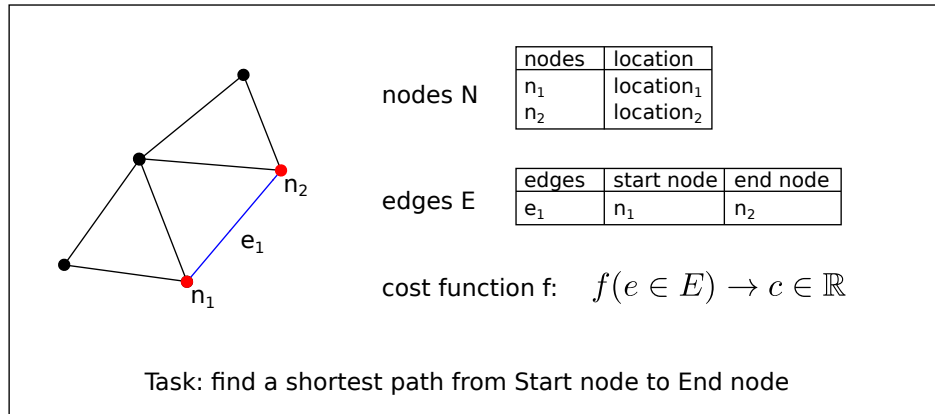 nodes N
nodes location
n₁ location₁
n₂ location₂
n₂
edges E
edges start node end node
e₁ n₁ n₂
e₁
n₁
cost function f: f(e ∈ E) → c ∈ ℝ
Task: find a shortest path from Start node to End node